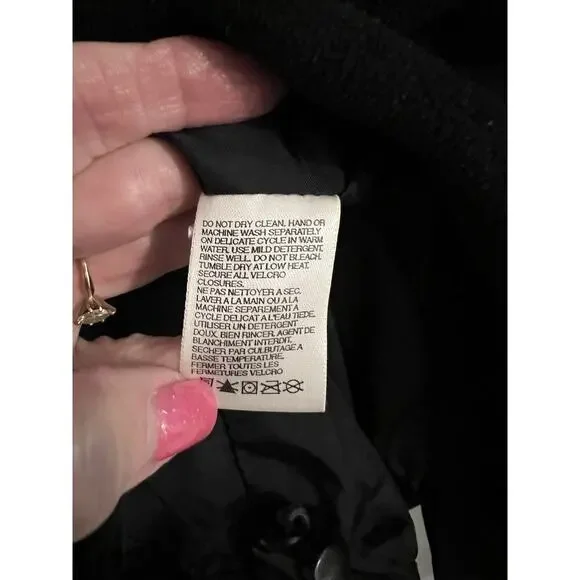 DO NOT DRY CLEAN, HAND OR
MACHINE WASH SEPARATELY
ON DELICATE CYCLE IN WARM
WATER, USE MILD DETERGENT,
RINSE WELL, DO NOT BLEACH.
TUMBLE DRY AT LOW HEAT.
SECURE ALL VELCRO
CLOSURES.
NE PAS NETTOYER A SEC.
LAVER A LA MAIN OU A LA
MACHINE SEPAREMENT A
CYCLE DELICAT A L'EAU TIEDE.
UTILISER UN DETERGENT
DOUX, BIEN RINCER, AGENT DE
BLANCHIMENT INTERDIT,
SECHER PAR CULBUTAGE A
BASSE TEMPERATURE.
FERMER TOUTES LES
FERMETURES VELCRO